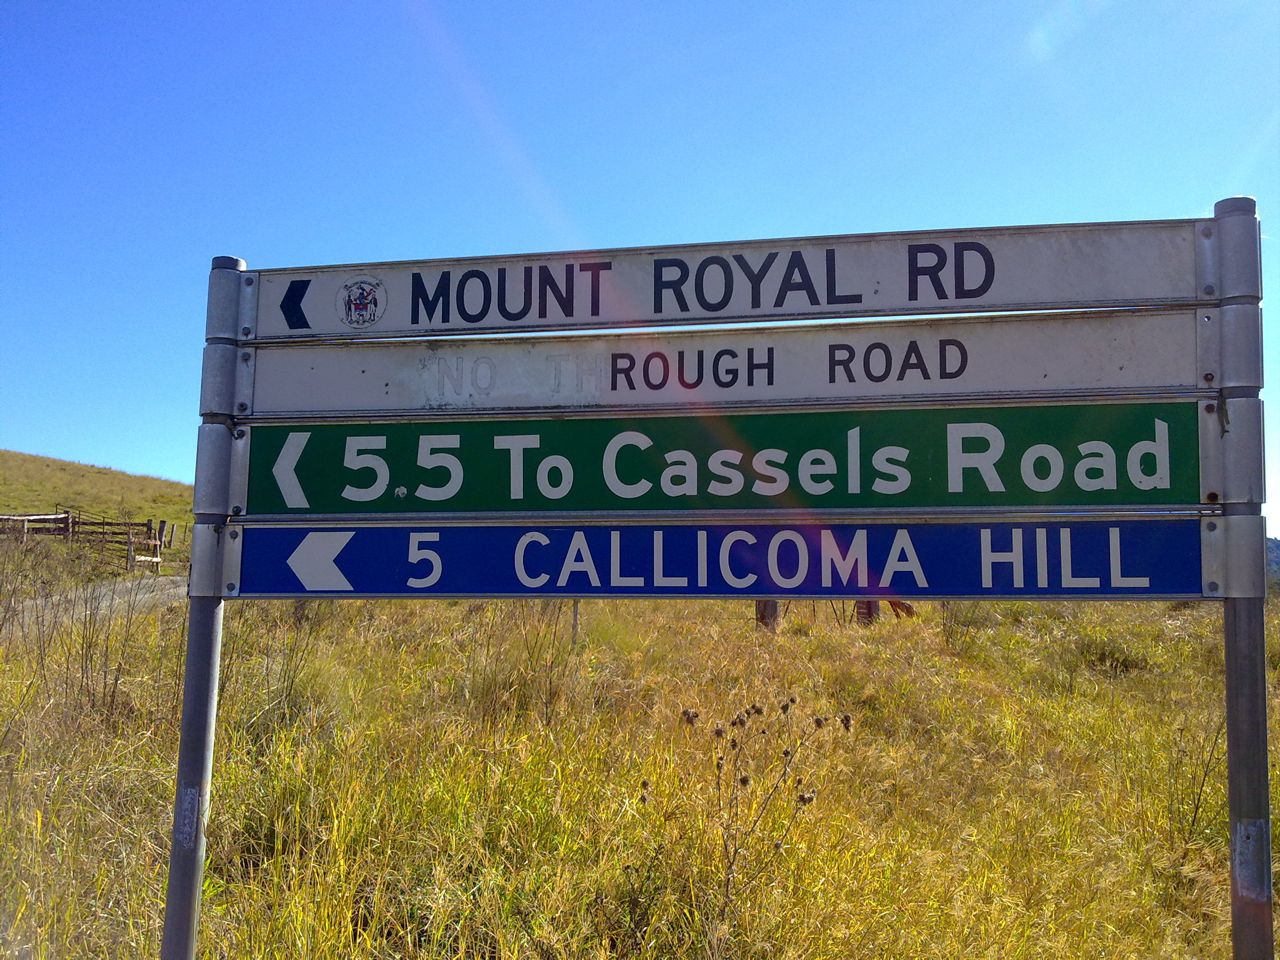 MOUNT ROYAL RD
NO THROUGH ROAD
5.5 To Cassels Road
5 CALLICOMA HILL